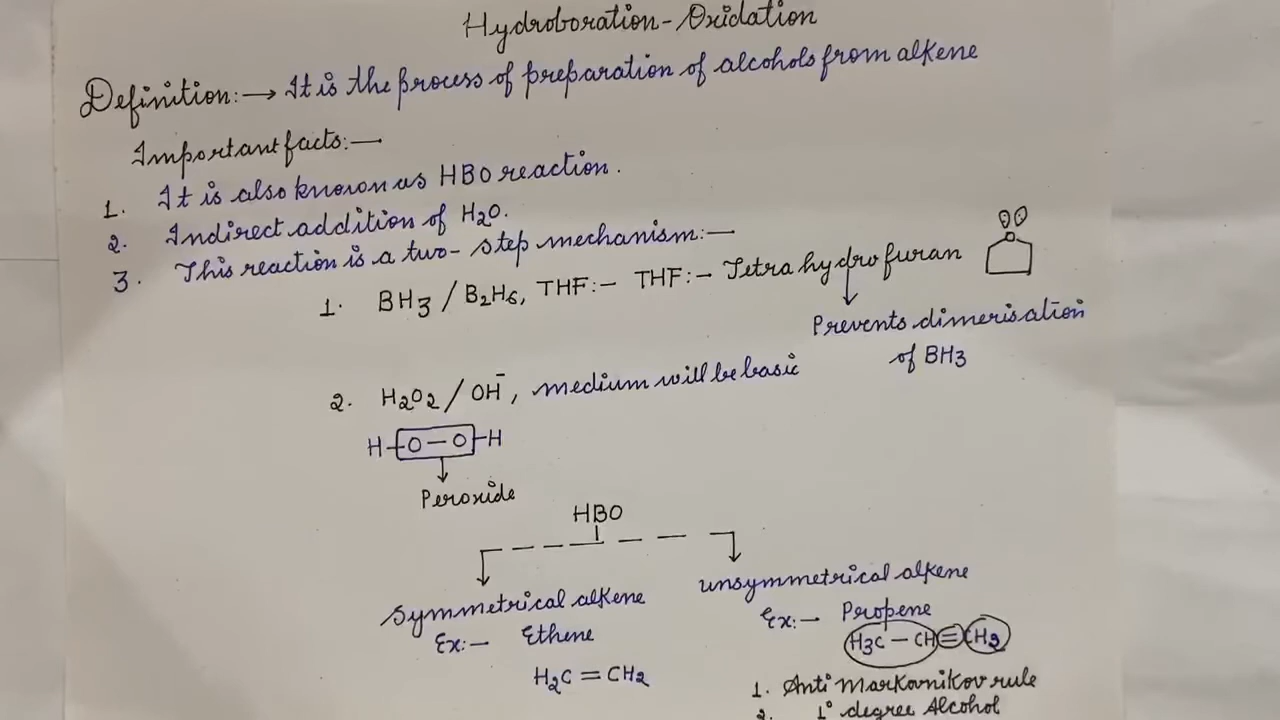 Hydroboration-Oxidation
Definition:→ It is the process of preparation of alcohols from alkene
Important facts:—
1. It is also known as HBO reaction.
2. Indirect addition of H₂O.
3. This reaction is a two-step mechanism:—
1. BH₃ / B₂H₆, THF:- THF:- Tetra hydro furan
Prevents dimerisation
of BH₃
2. H₂O₂ / OH⁻, medium will be basic
H-O-O-H
Peroxide
HBO
Symmetrical alkene
Ex:- Ethene
H₂C = CH₂
unsymmetrical alkene
Ex:- Propene
H₃C - CH = CH₂
1. Anti Markovnikov rule
2. 1° degree Alcohol